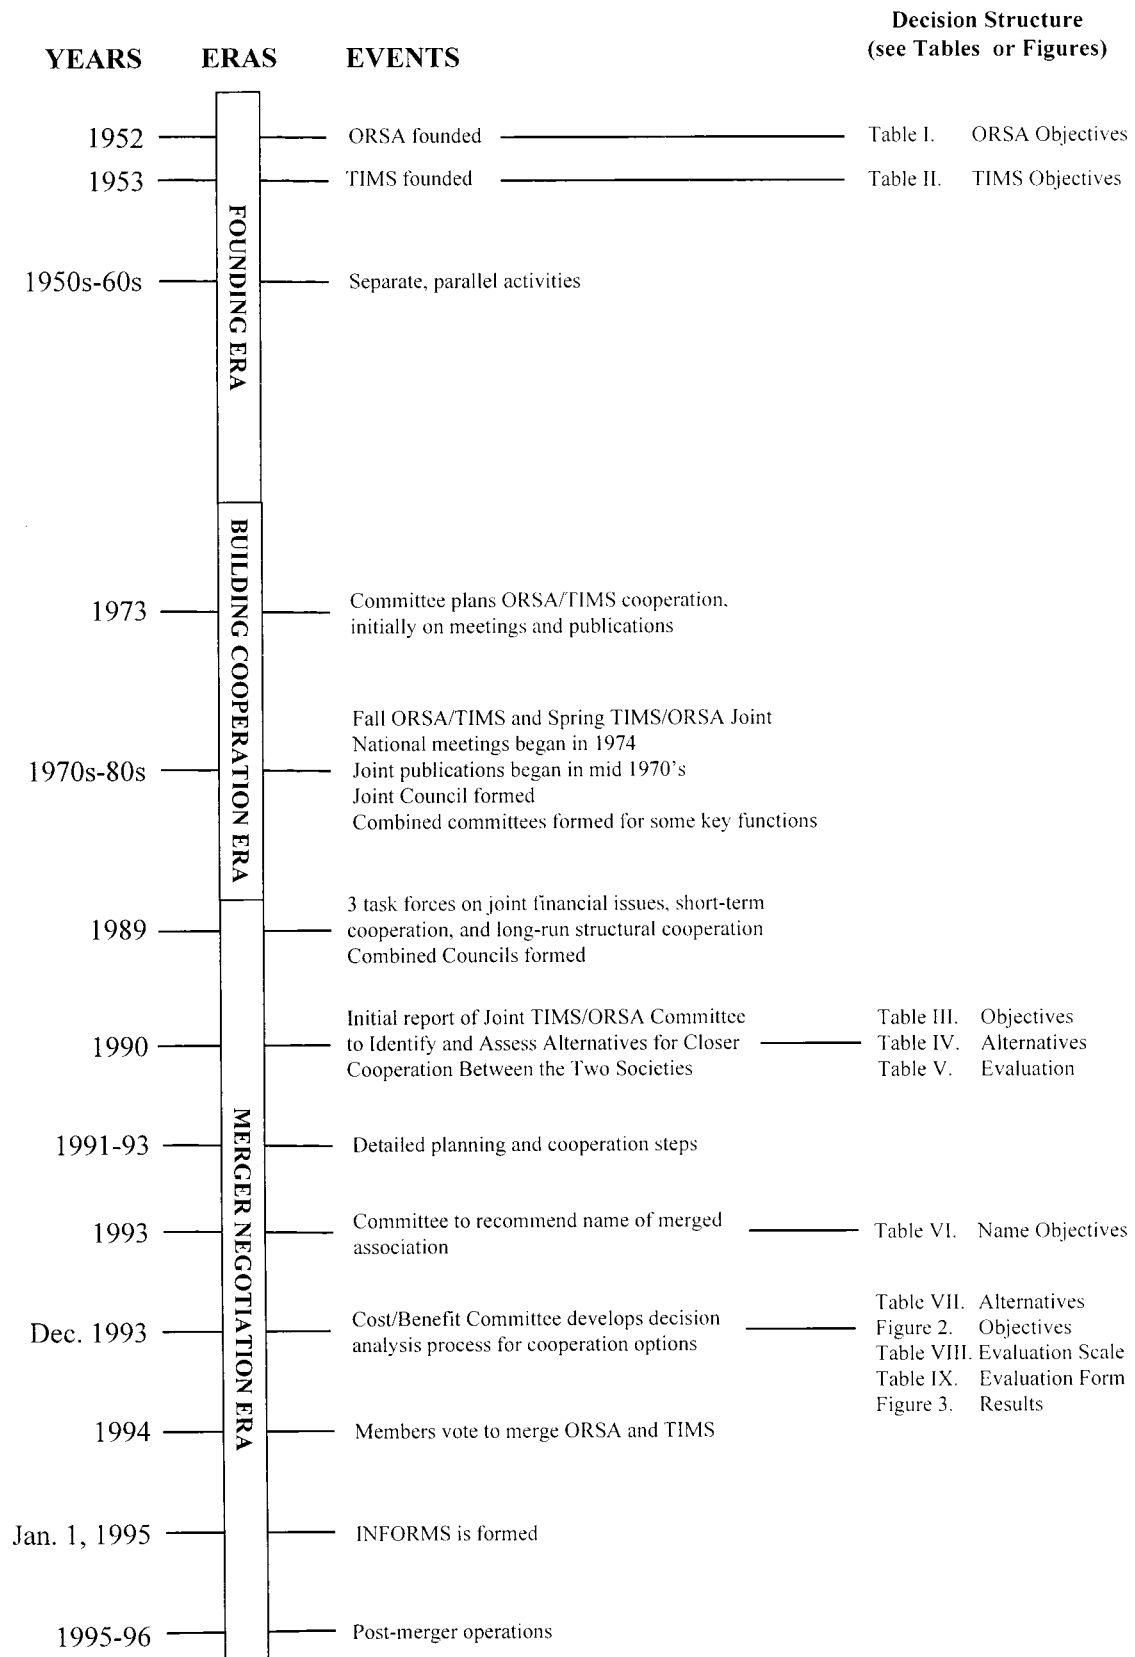 Decision Structure
(see Tables or Figures)
YEARS ERAS EVENTS
1952 ORSA founded Table I. ORSA Objectives
1953 TIMS founded Table II. TIMS Objectives
FOUNDING ERA
1950s-60s Separate, parallel activities
BUILDING COOPERATION ERA
1973 Committee plans ORSA/TIMS cooperation,
initially on meetings and publications
Fall ORSA/TIMS and Spring TIMS/ORSA Joint
National meetings began in 1974
1970s-80s Joint publications began in mid 1970's
Joint Council formed
Combined committees formed for some key functions
3 task forces on joint financial issues, short-term
1989 cooperation, and long-run structural cooperation
Combined Councils formed
Initial report of Joint TIMS/ORSA Committee Table III. Objectives
1990 to Identify and Assess Alternatives for Closer Table IV. Alternatives
Cooperation Between the Two Societies Table V. Evaluation
MERGER NEGOTIATION ERA
1991-93 Detailed planning and cooperation steps
1993 Committee to recommend name of merged Table VI. Name Objectives
association
Table VII. Alternatives
Dec. 1993 Cost/Benefit Committee develops decision Figure 2. Objectives
analysis process for cooperation options Table VIII. Evaluation Scale
Table IX. Evaluation Form
Figure 3. Results
1994 Members vote to merge ORSA and TIMS
Jan. 1, 1995 INFORMS is formed
1995-96 Post-merger operations